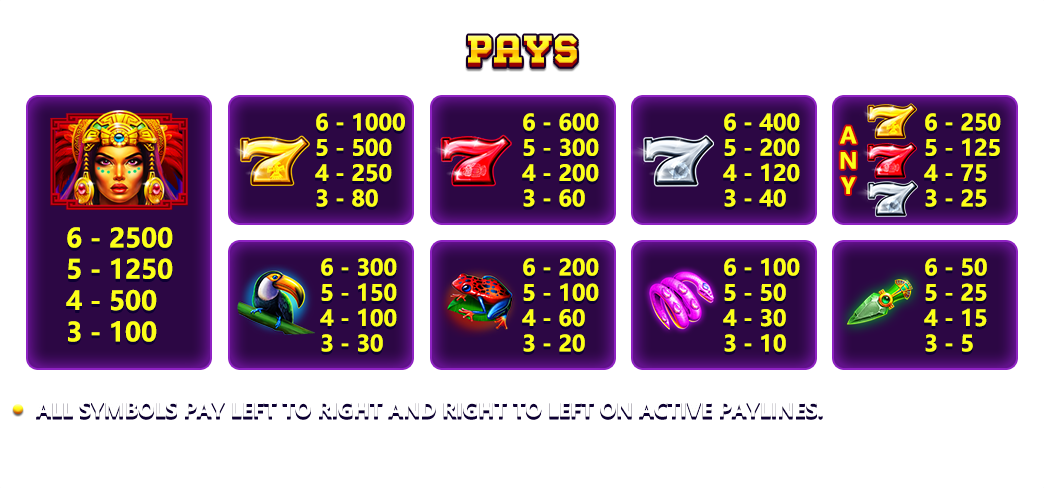 PAYS
6 - 2500
5 - 1250
4 - 500
3 - 100
6 - 1000
5 - 500
4 - 250
3 - 80
6 - 600
5 - 300
4 - 200
3 - 60
6 - 400
5 - 200
4 - 120
3 - 40
ANY
6 - 250
5 - 125
4 - 75
3 - 25
6 - 300
5 - 150
4 - 100
3 - 30
6 - 200
5 - 100
4 - 60
3 - 20
6 - 100
5 - 50
4 - 30
3 - 10
6 - 50
5 - 25
4 - 15
3 - 5
ALL SYMBOLS PAY LEFT TO RIGHT AND RIGHT TO LEFT ON ACTIVE PAYLINES.